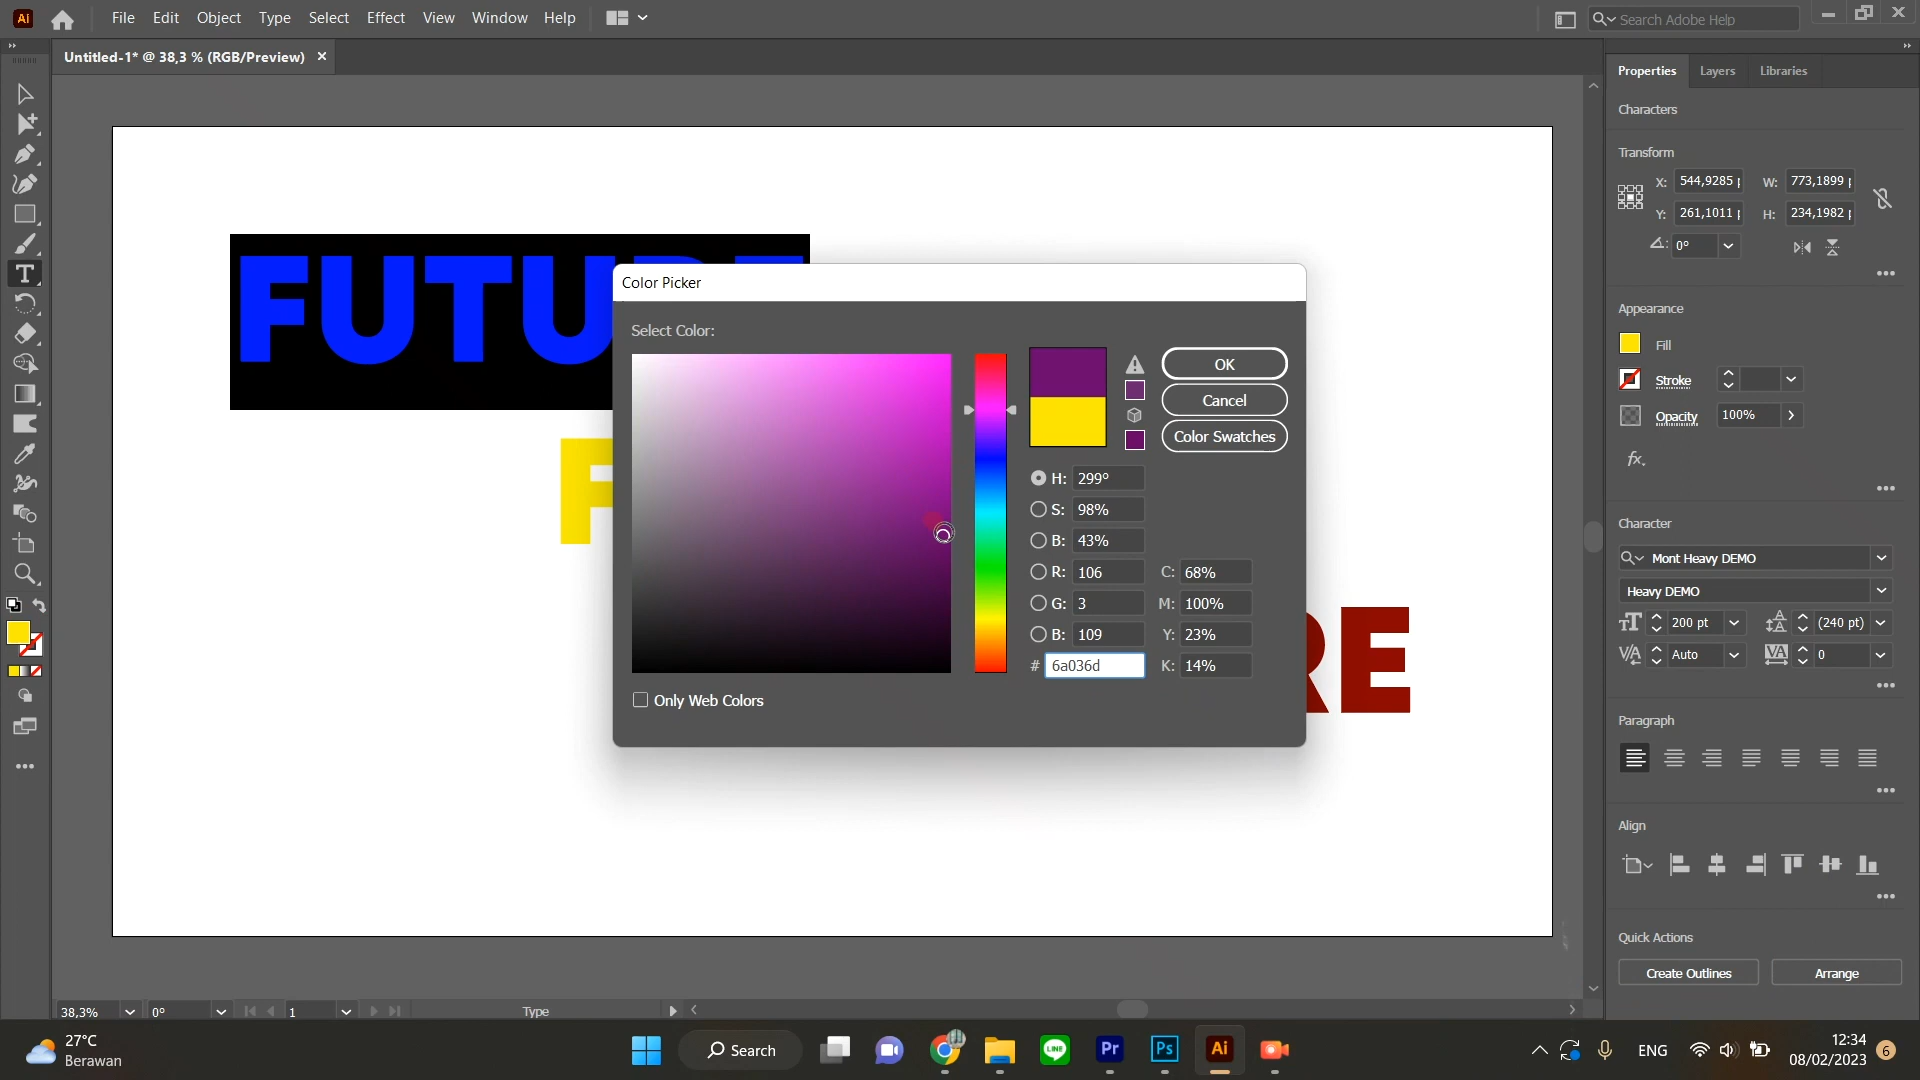 Ai File Edit Object Type Select Effect View Window Help Search Adobe Help
Untitled-1* @ 38,3 % (RGB/Preview)
Properties Layers Libraries
Characters
Transform
X: 544,9285 W: 773,1899
Y: 261,1011 H: 234,1982
0°
Appearance
Fill
Stroke
Opacity 100%
fx.
Character
Mont Heavy DEMO
Heavy DEMO
200 pt (240 pt)
Auto 0
Paragraph
Align
Quick Actions
Create Outlines Arrange
FUTURE
F
RE
Color Picker
Select Color:
OK
Cancel
Color Swatches
H: 299°
S: 98%
B: 43%
R: 106 C: 68%
G: 3 M: 100%
B: 109 Y: 23%
# 6a036d K: 14%
Only Web Colors
38,3% 0° 1 Type
27°C
Berawan
Search
LINE
Pr
Ps
Ai
ENG
12:34
08/02/2023
6